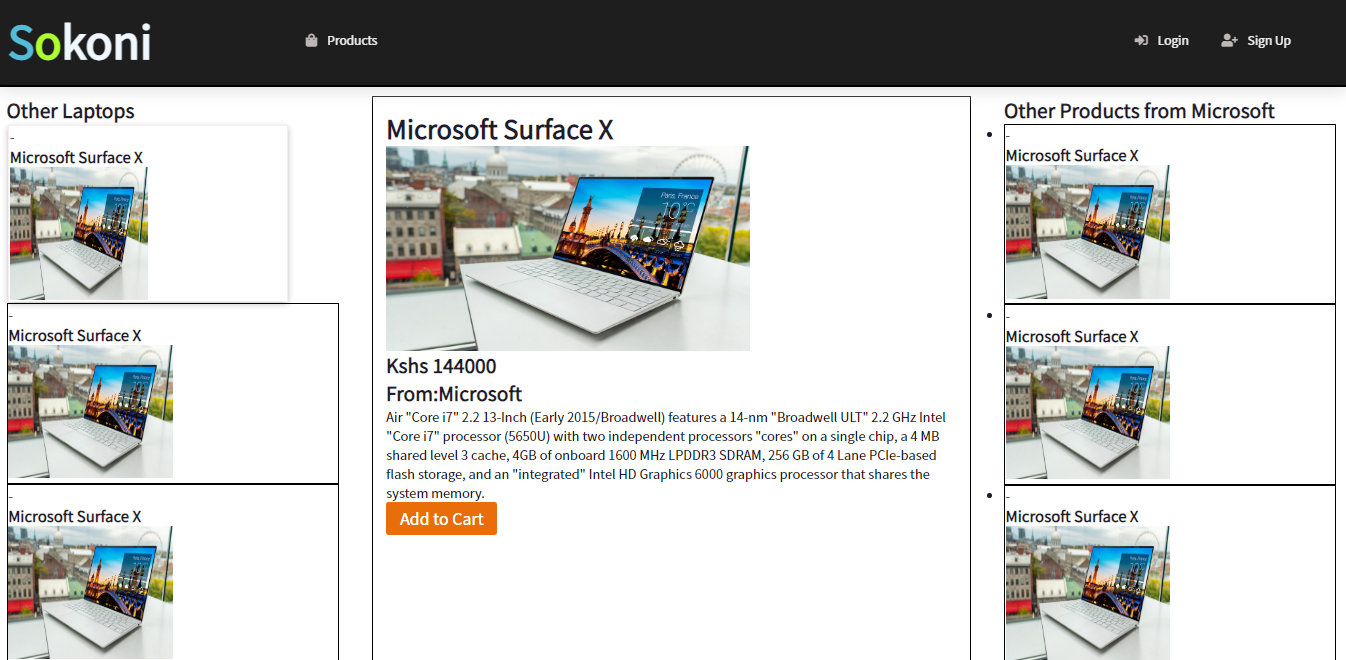 Sokoni
Products
Login
Sign Up
Other Laptops
-
Microsoft Surface X
-
Microsoft Surface X
-
Microsoft Surface X
Microsoft Surface X
Paris, France
10°C
Kshs 144000
From:Microsoft
Air "Core i7" 2.2 13-Inch (Early 2015/Broadwell) features a 14-nm "Broadwell ULT" 2.2 GHz Intel
"Core i7" processor (5650U) with two independent processors "cores" on a single chip, a 4 MB
shared level 3 cache, 4GB of onboard 1600 MHz LPDDR3 SDRAM, 256 GB of 4 Lane PCIe-based
flash storage, and an "integrated" Intel HD Graphics 6000 graphics processor that shares the
system memory.
Add to Cart
Other Products from Microsoft
-
Microsoft Surface X
-
Microsoft Surface X
-
Microsoft Surface X